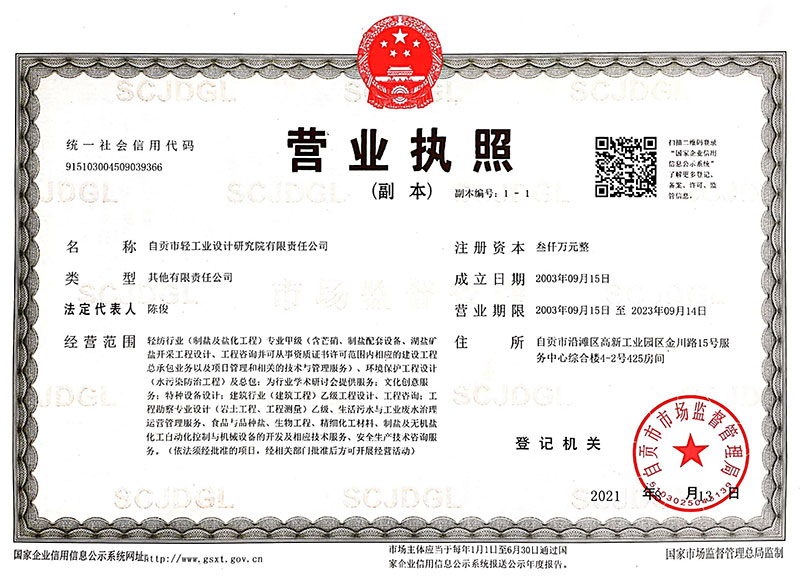 统一社会信用代码
915103004509039366
营业执照
(副 本) 副本编号：1-1
扫描二维码登录
“国家企业信用
信息公示系统”
了解更多登记、
备案、许可、监
管信息。
名 称 自贡市轻工业设计研究院有限责任公司
类 型 其他有限责任公司
法定代表人 陈俊
经营范围 轻纺行业（制盐及盐化工程）专业甲级（含芒硝、制盐配套设备、湖盐矿
盐开采工程设计、工程咨询并可从事资质证书许可范围内相应的建设工程
总承包业务以及项目管理和相关的技术与管理服务）、环境保护工程设计
（水污染防治工程）及总包；为行业学术研讨会提供服务；文化创意服
务；特种设备设计；建筑行业（建筑工程）乙级工程设计、工程咨询；工
程勘察专业设计（岩土工程、工程测量）乙级、生活污水与工业废水治理
运营管理服务、食品与品种盐、生物工程、精细化工材料、制盐及无机盐
化工自动化控制与机械设备的开发及相应技术服务、安全生产技术咨询服
务。（依法须经批准的项目，经相关部门批准后方可开展经营活动）
注册资本 叁仟万元整
成立日期 2003年09月15日
营业期限 2003年09月15日 至 2023年09月14日
住 所 自贡市沿滩区高新工业园区金川路15号服
务中心综合楼4-2号425房间
登记机关
自贡市市场监督管理局
2021 年 月 13 日
国家企业信用信息公示系统网址http://www.gsxt.gov.cn
市场主体应当于每年1月1日至6月30日通过国
家企业信用信息公示系统报送公示年度报告。
国家市场监督管理总局监制
SCJDGL
SCJDGL
SCJDGL
SCJDGL
市场监督管理
SCJDGL
SCJDGL
SCJDGL